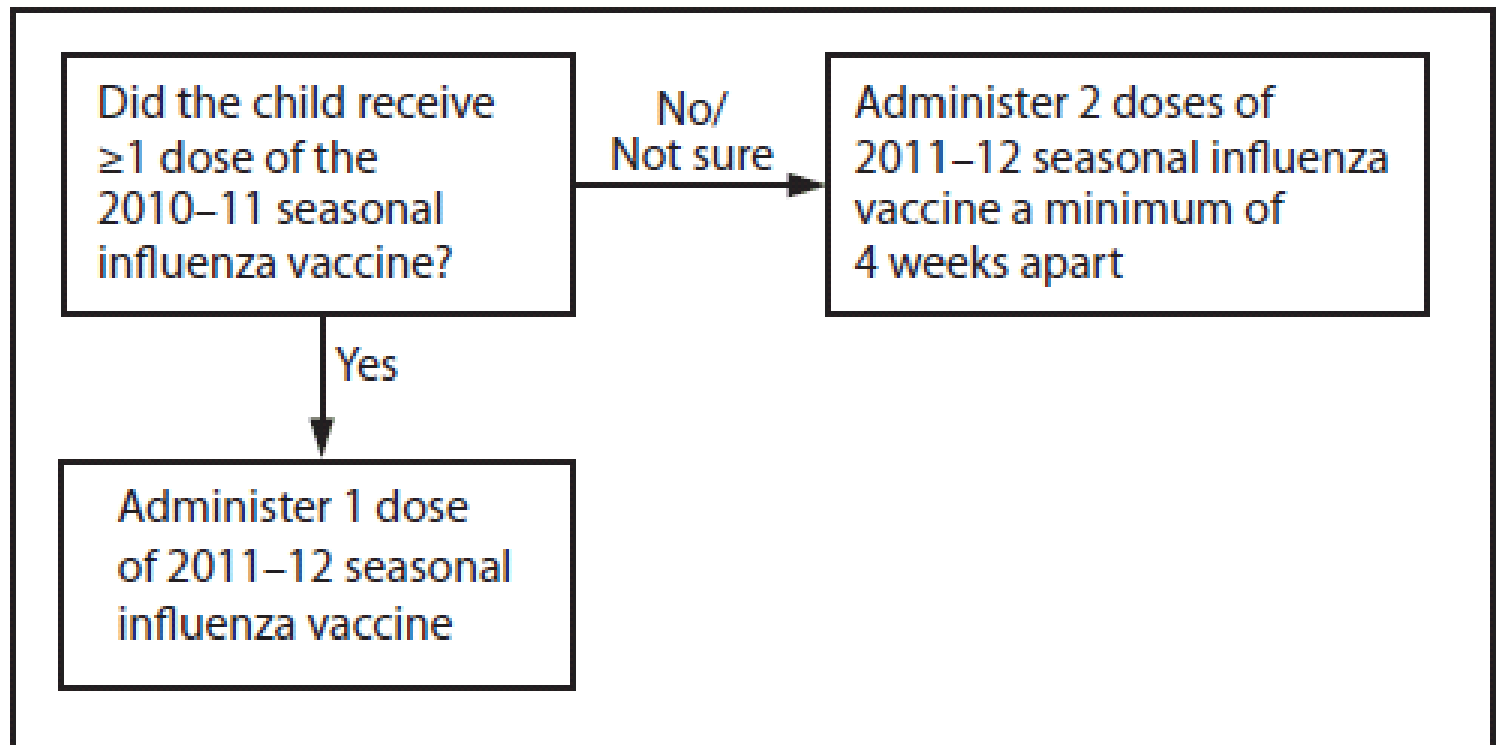 Did the child receive
≥1 dose of the
2010–11 seasonal
influenza vaccine?
No/
Not sure
Administer 2 doses of
2011–12 seasonal influenza
vaccine a minimum of
4 weeks apart
Yes
Administer 1 dose
of 2011–12 seasonal
influenza vaccine